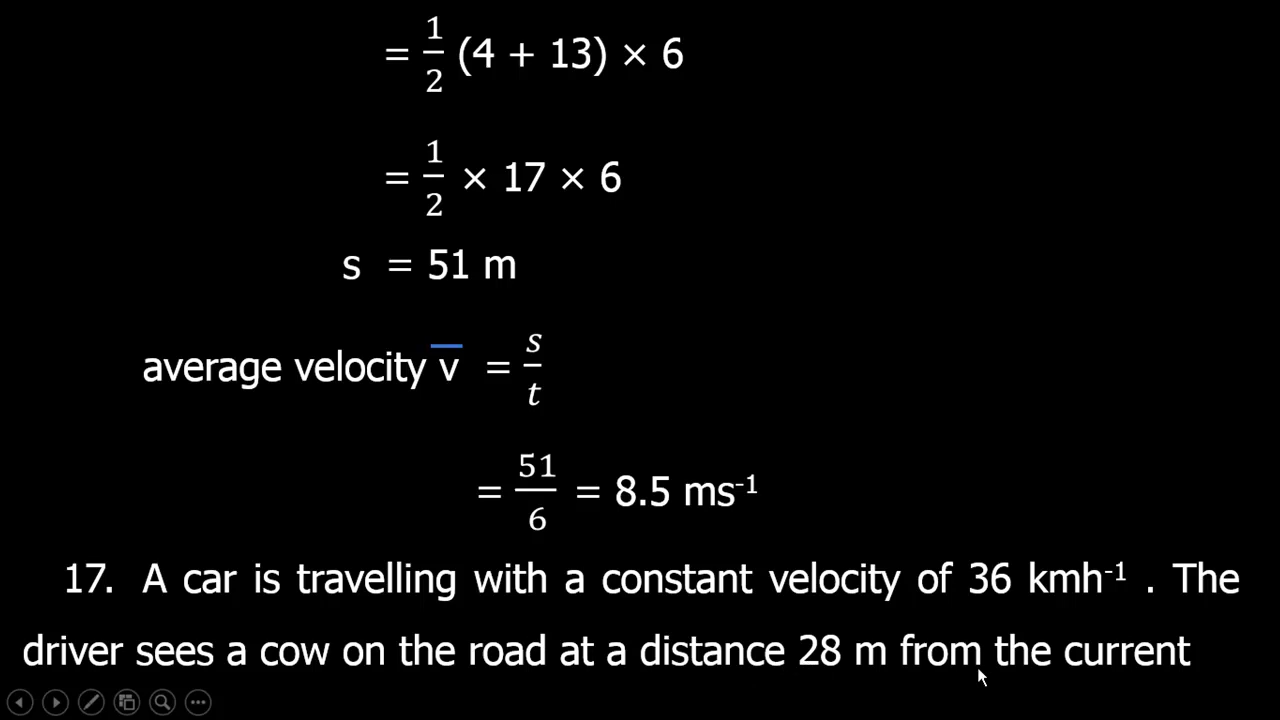 = 1/2 (4 + 13) × 6
= 1/2 × 17 × 6
s = 51 m
average velocity v̅ = s/t
= 51/6 = 8.5 ms⁻¹
17. A car is travelling with a constant velocity of 36 kmh⁻¹ . The
driver sees a cow on the road at a distance 28 m from the current